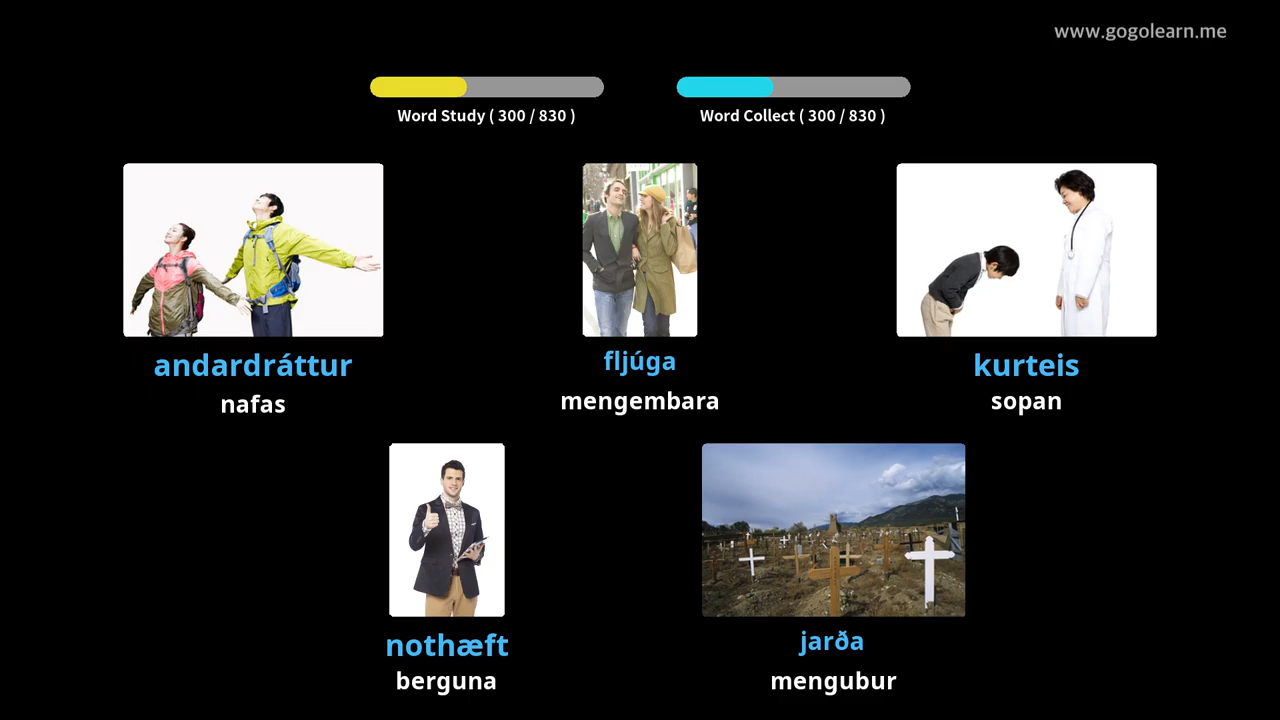 www.gogolearn.me
Word Study ( 300 / 830 )
Word Collect ( 300 / 830 )
andardráttur
nafas
fljúga
mengembara
kurteis
sopan
nothæft
berguna
jarða
mengubur